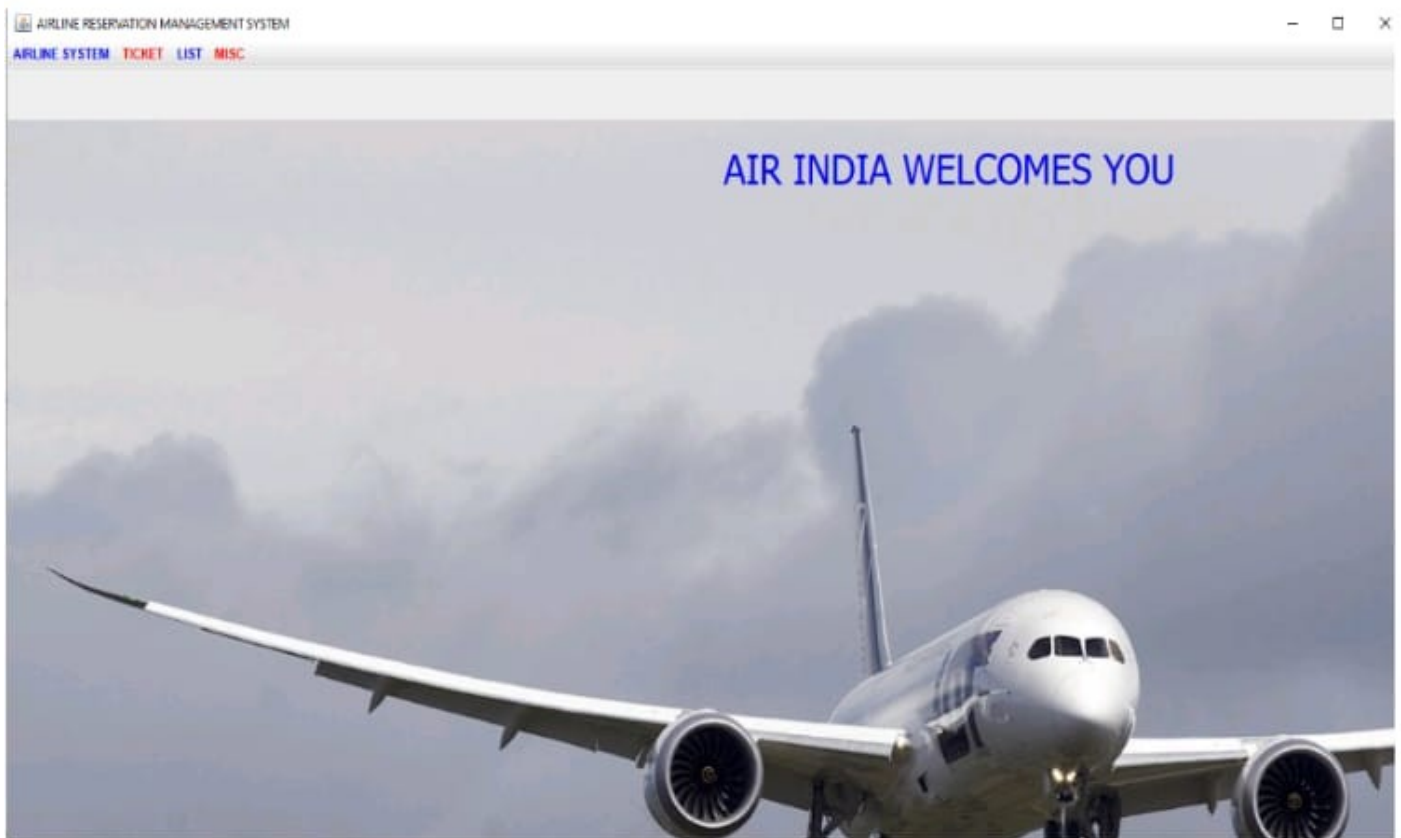 AIRLINE RESERVATION MANAGEMENT SYSTEM
AIRLINE SYSTEM TICKET LIST MISC
AIR INDIA WELCOMES YOU